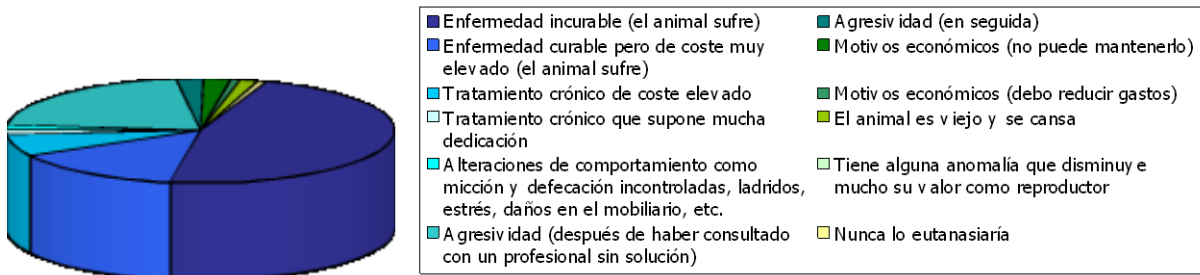 Enfermedad incurable (el animal sufre)
Enfermedad curable pero de coste muy
elevado (el animal sufre)
Tratamiento crónico de coste elevado
Tratamiento crónico que supone mucha
dedicación
Alteraciones de comportamiento como
micción y defecación incontroladas, ladridos,
estrés, daños en el mobiliario, etc.
Agresividad (después de haber consultado
con un profesional sin solución)
Agresividad (en seguida)
Motivos económicos (no puede mantenerlo)
Motivos económicos (debo reducir gastos)
El animal es viejo y se cansa
Tiene alguna anomalía que disminuye
mucho su valor como reproductor
Nunca lo eutanasiaría